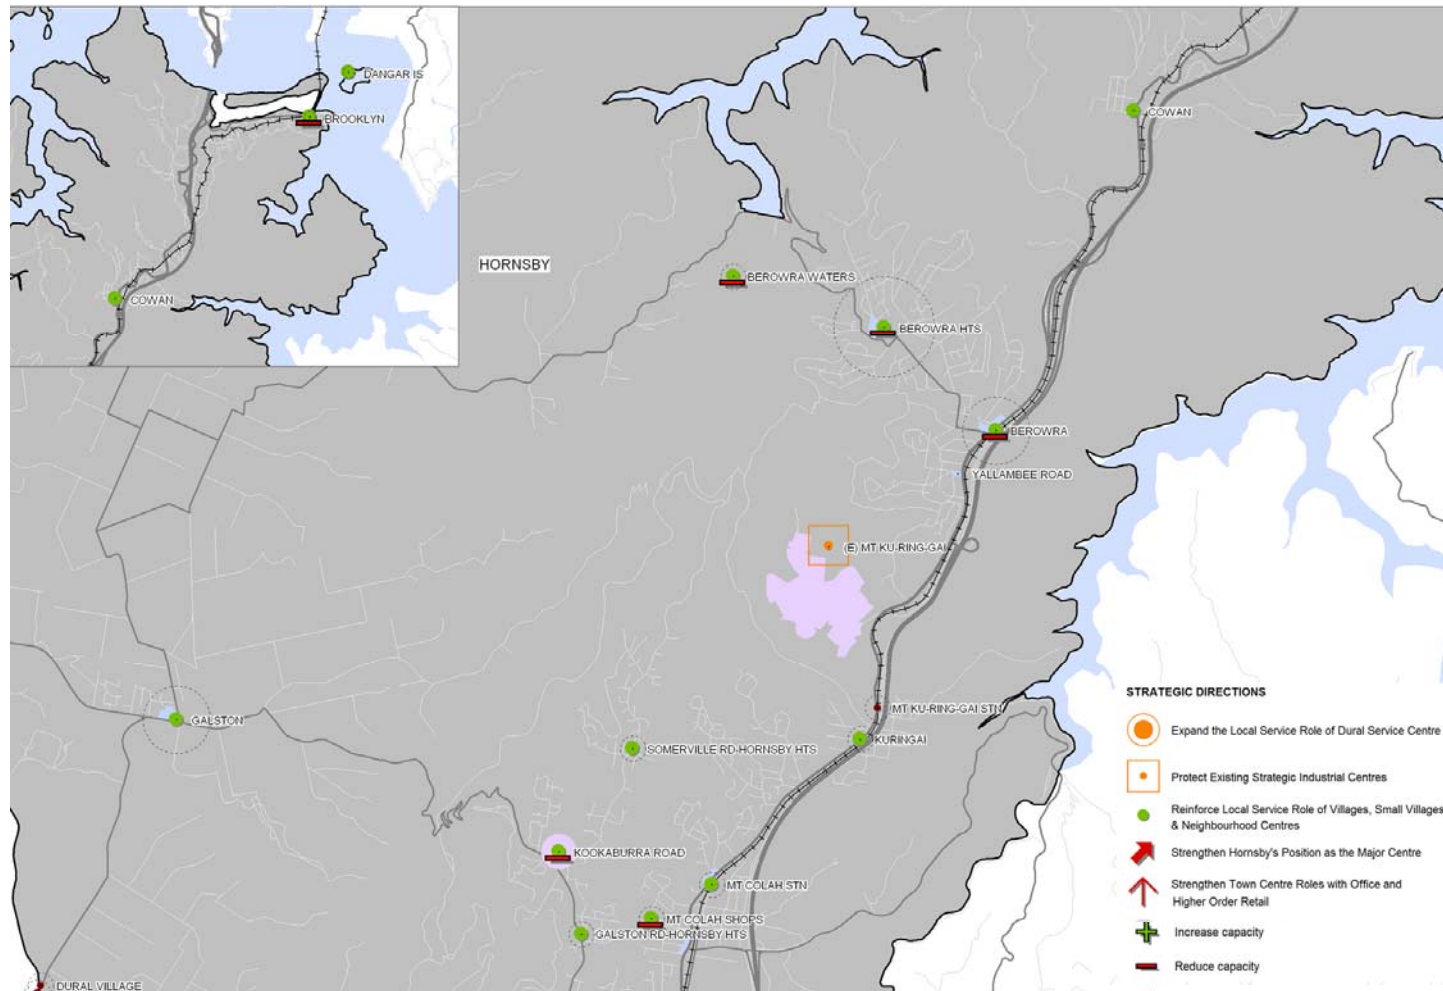 DANGAR IS
BROOKLYN
COWAN
COWAN
HORNSBY
BEROWRA WATERS
BEROWRA HTS
BEROWRA
YALLAMBEE ROAD
(E) MT KU-RING-GAI
MT KU-RING-GAI STN
KURINGAI
GALSTON
SOMERVILLE RD-HORNSBY HTS
KOOKABURRA ROAD
MT COLAH STN
MT COLAH SHOPS
GALSTON RD-HORNSBY HTS
DURAL VILLAGE
STRATEGIC DIRECTIONS
Expand the Local Service Role of Dural Service Centre
Protect Existing Strategic Industrial Centres
Reinforce Local Service Role of Villages, Small Villages
& Neighbourhood Centres
Strengthen Hornsby's Position as the Major Centre
Strengthen Town Centre Roles with Office and
Higher Order Retail
Increase capacity
Reduce capacity